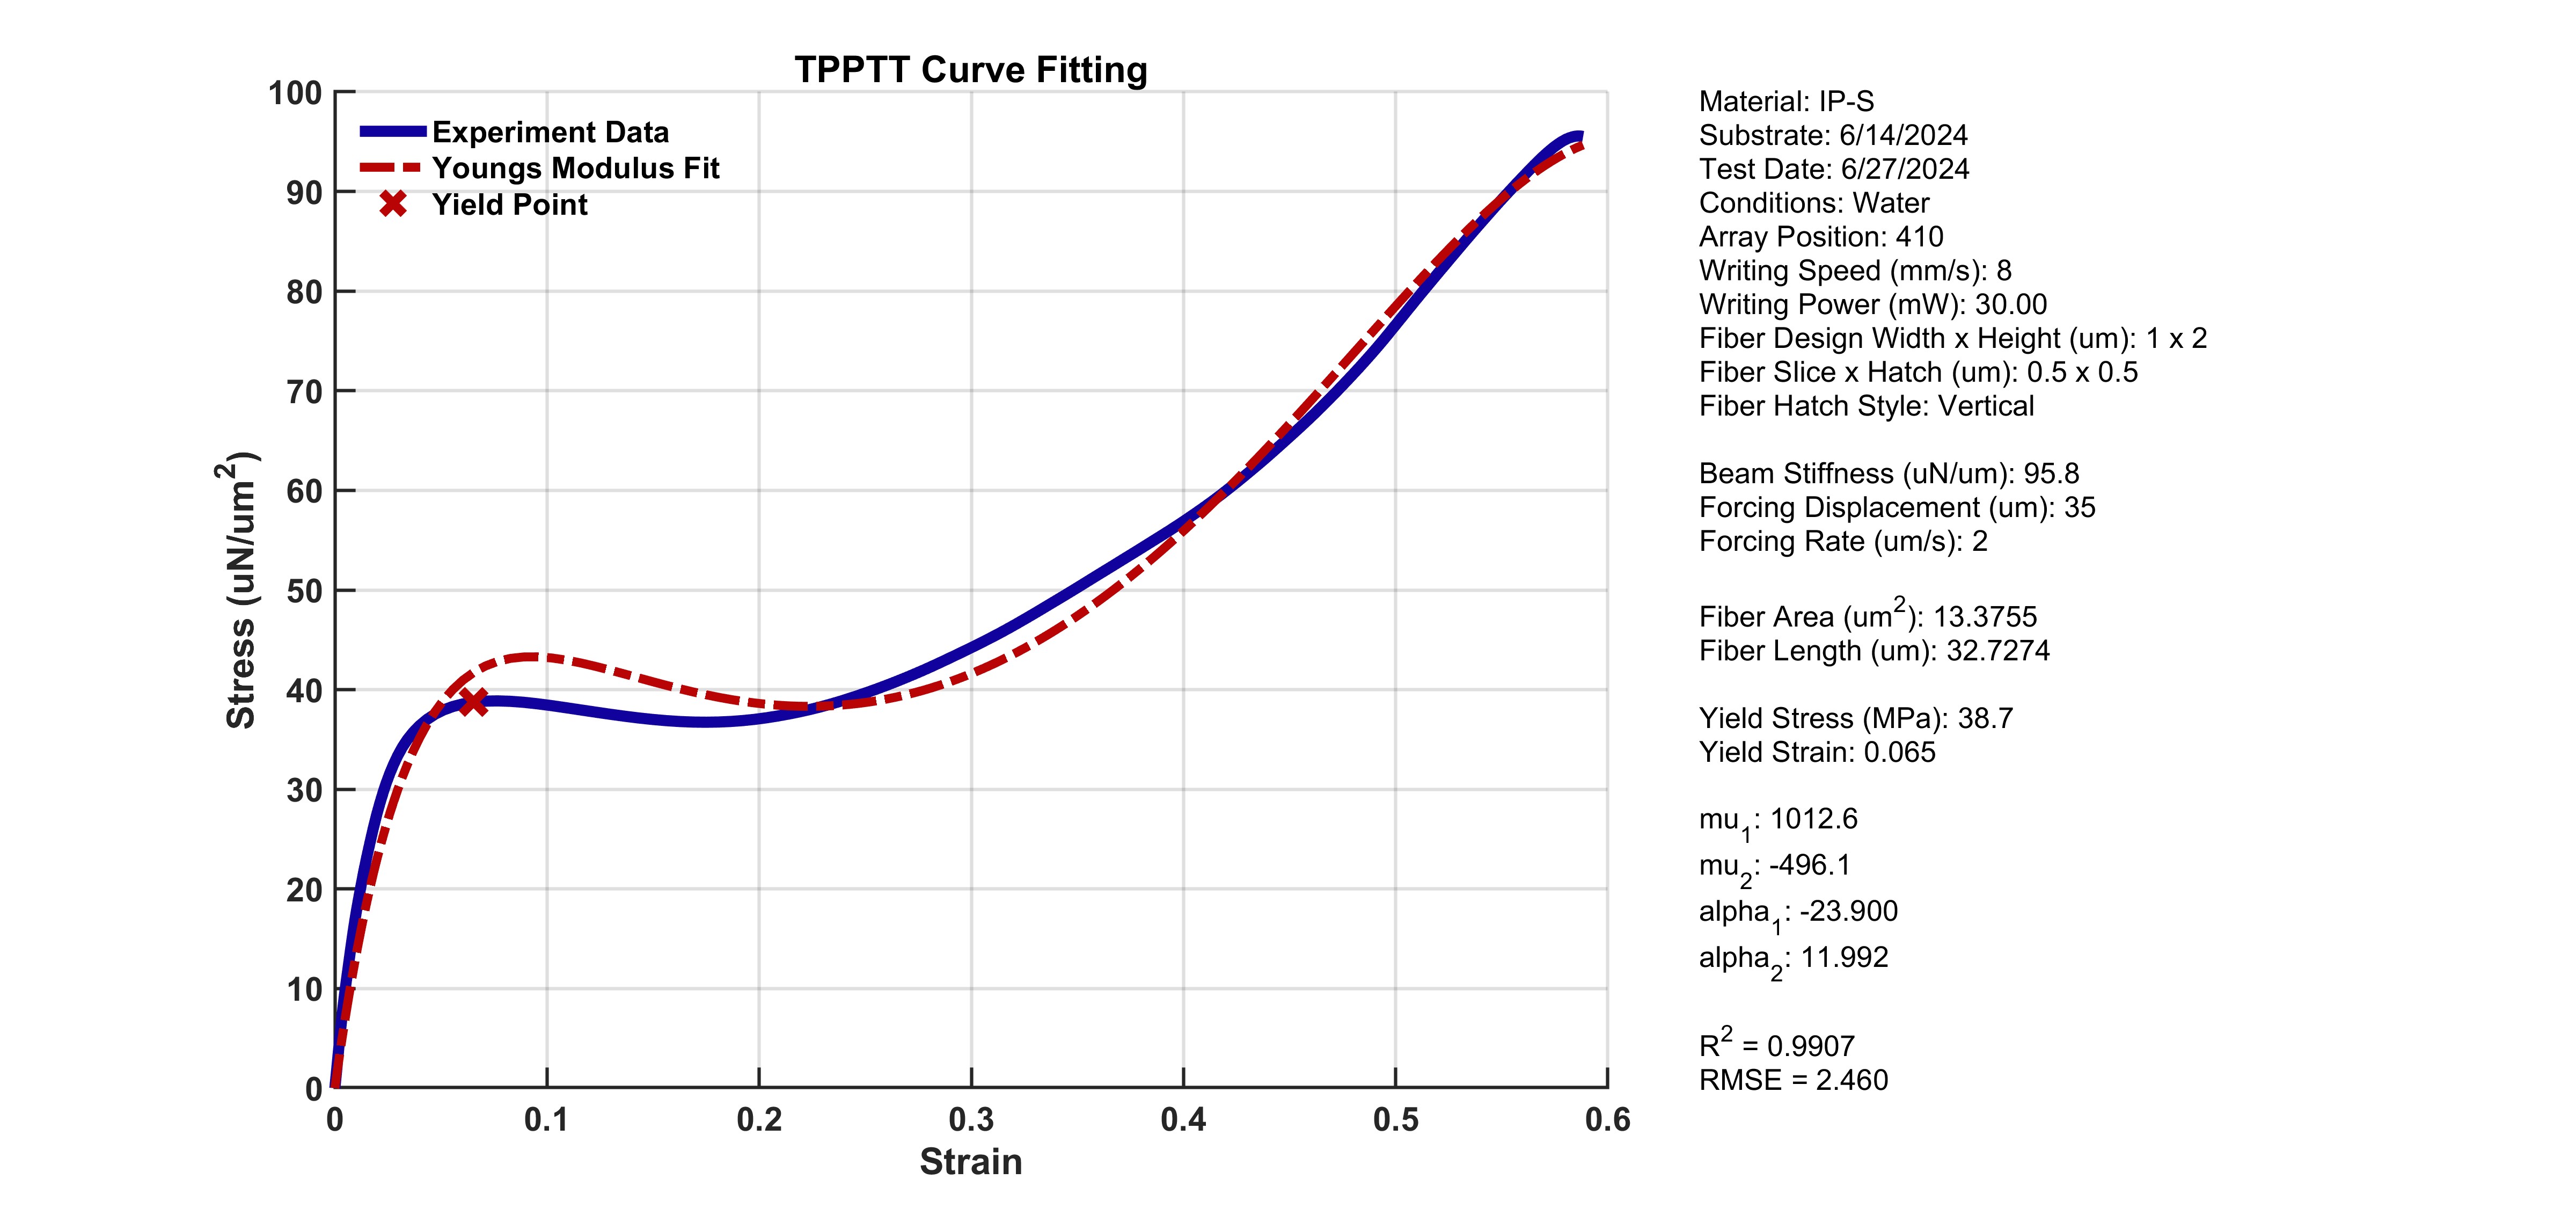 TPPTT Curve Fitting
100
90
80
70
60
50
40
30
20
10
0
Stress (uN/um²)
Experiment Data
Youngs Modulus Fit
Yield Point
0 0.1 0.2 0.3 0.4 0.5 0.6
Strain
Material: IP-S
Substrate: 6/14/2024
Test Date: 6/27/2024
Conditions: Water
Array Position: 410
Writing Speed (mm/s): 8
Writing Power (mW): 30.00
Fiber Design Width x Height (um): 1 x 2
Fiber Slice x Hatch (um): 0.5 x 0.5
Fiber Hatch Style: Vertical
Beam Stiffness (uN/um): 95.8
Forcing Displacement (um): 35
Forcing Rate (um/s): 2
Fiber Area (um²): 13.3755
Fiber Length (um): 32.7274
Yield Stress (MPa): 38.7
Yield Strain: 0.065
mu₁: 1012.6
mu₂: -496.1
alpha₁: -23.900
alpha₂: 11.992
R² = 0.9907
RMSE = 2.460